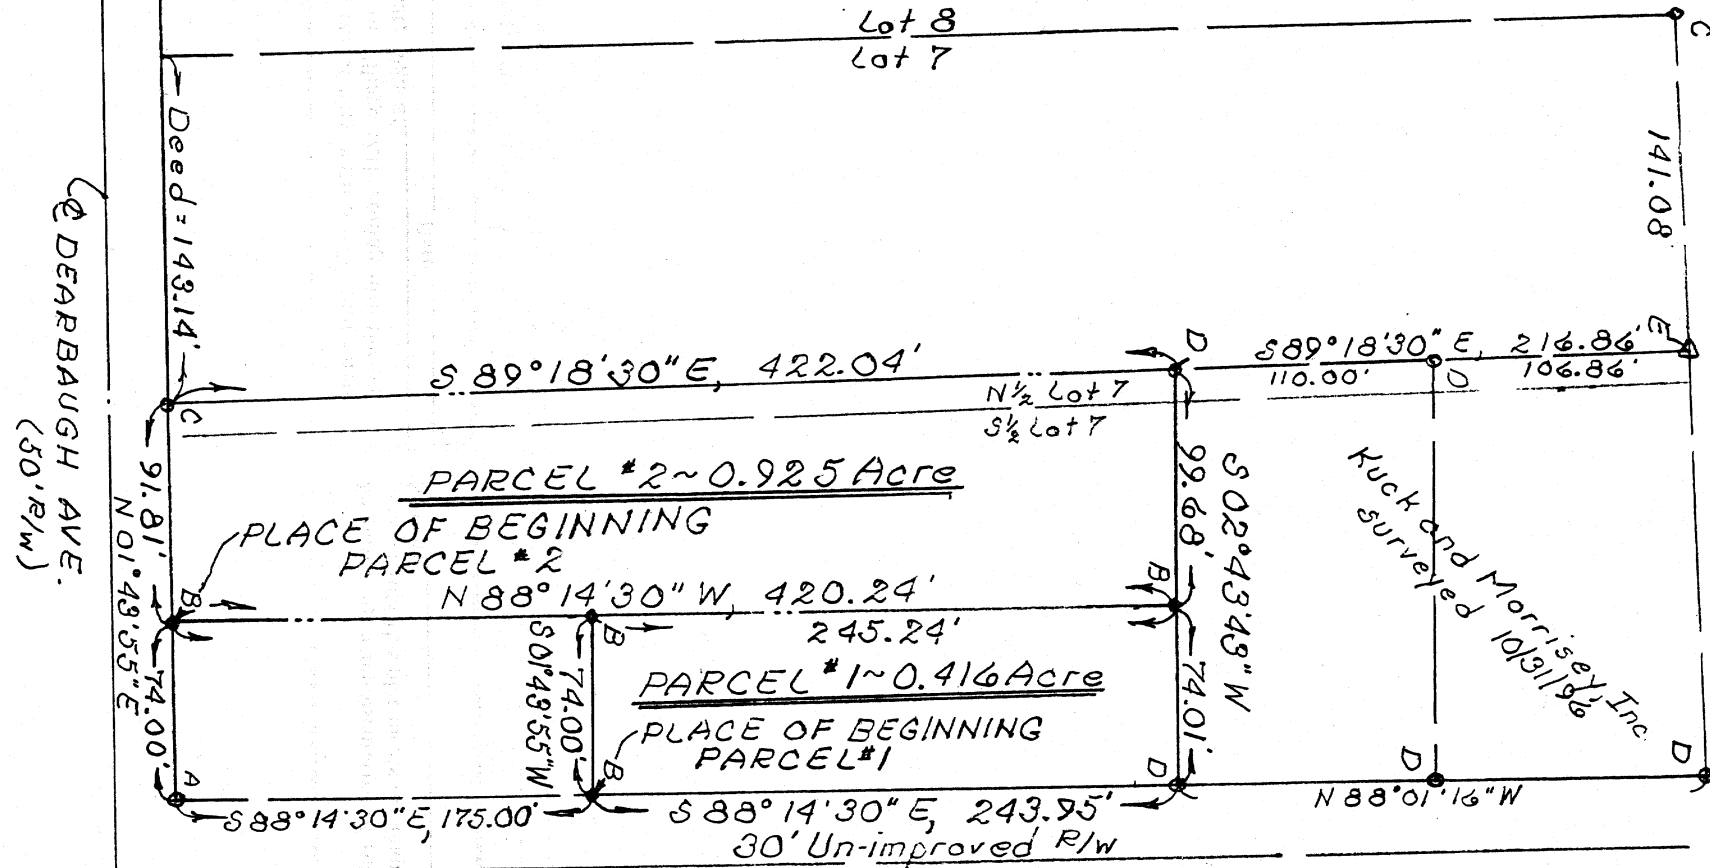 Lot 8
Lot 7
C
Deed = 143.14'
141.08'
℄ DEARBAUGH AVE.
(50' R/W)
E
D
S 89° 18' 30" E, 422.04'
S 89° 18' 30" E, 216.86'
110.00'
D
106.86'
N 1/2 Lot 7
S 1/2 Lot 7
C
91.81'
N 01° 43' 55" E
PARCEL #2 ~ 0.925 Acre
PLACE OF BEGINNING
PARCEL #2
99.68'
S 02° 43' 43" W
Kuck and Morrisey, Inc
Surveyed 10/31/96
B
N 88° 14' 30" W, 420.24'
B
B
245.24'
74.00'
74.00'
S 01° 43' 55" W
PARCEL #1 ~ 0.416 Acre
PLACE OF BEGINNING
PARCEL #1
74.01'
A
B
D
D
D
S 88° 14' 30" E, 175.00'
S 88° 14' 30" E, 243.95'
N 88° 01' 16" W
30' Un-improved R/W